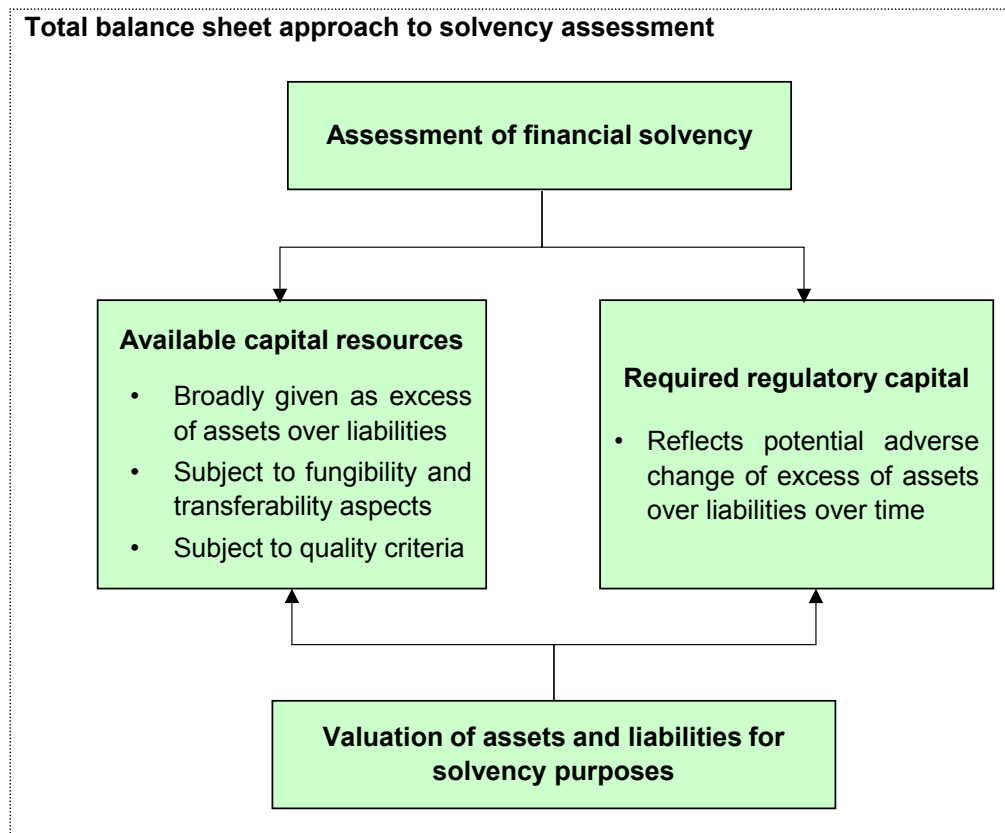 Total balance sheet approach to solvency assessment
Assessment of financial solvency
Available capital resources
• Broadly given as excess
of assets over liabilities
• Subject to fungibility and
transferability aspects
• Subject to quality criteria
Required regulatory capital
• Reflects potential adverse
change of excess of assets
over liabilities over time
Valuation of assets and liabilities for
solvency purposes